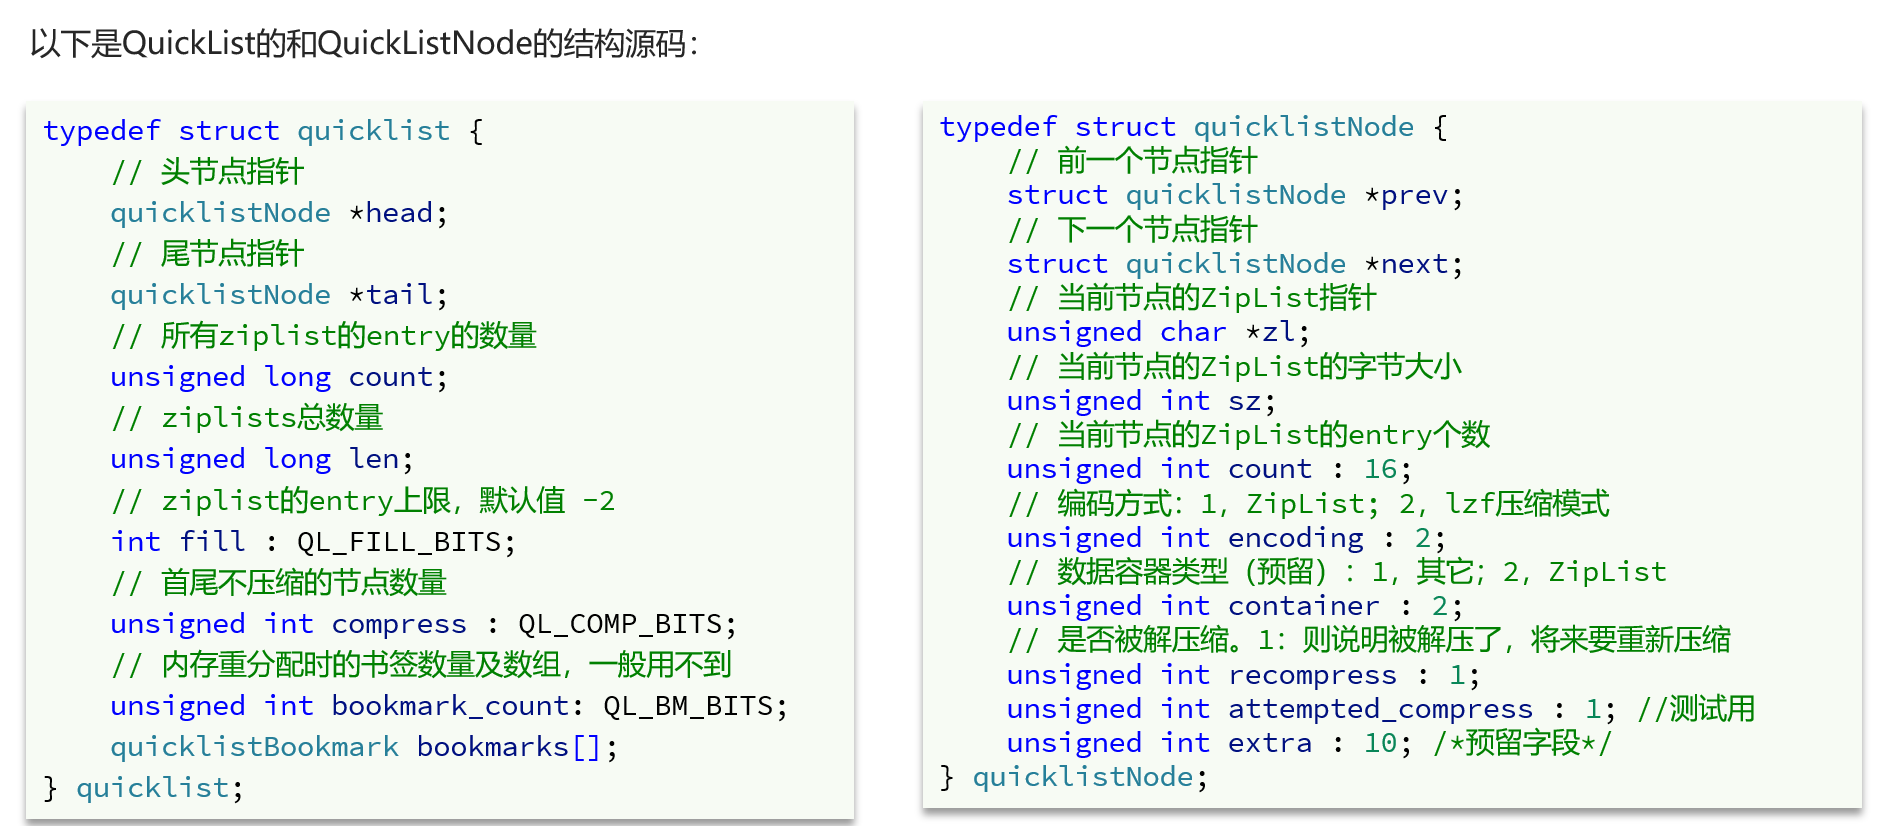 以下是QuickList的和QuickListNode的结构源码：
typedef struct quicklist {
// 头节点指针
quicklistNode *head;
// 尾节点指针
quicklistNode *tail;
// 所有ziplist的entry的数量
unsigned long count;
// ziplists总数量
unsigned long len;
// ziplist的entry上限，默认值 -2
int fill : QL_FILL_BITS;
// 首尾不压缩的节点数量
unsigned int compress : QL_COMP_BITS;
// 内存重分配时的书签数量及数组，一般用不到
unsigned int bookmark_count: QL_BM_BITS;
quicklistBookmark bookmarks[];
} quicklist;
typedef struct quicklistNode {
// 前一个节点指针
struct quicklistNode *prev;
// 下一个节点指针
struct quicklistNode *next;
// 当前节点的ZipList指针
unsigned char *zl;
// 当前节点的ZipList的字节大小
unsigned int sz;
// 当前节点的ZipList的entry个数
unsigned int count : 16;
// 编码方式：1，ZipList; 2，lzf压缩模式
unsigned int encoding : 2;
// 数据容器类型（预留）：1，其它；2，ZipList
unsigned int container : 2;
// 是否被解压缩。1：则说明被解压了，将来要重新压缩
unsigned int recompress : 1;
unsigned int attempted_compress : 1; //测试用
unsigned int extra : 10; /*预留字段*/
} quicklistNode;